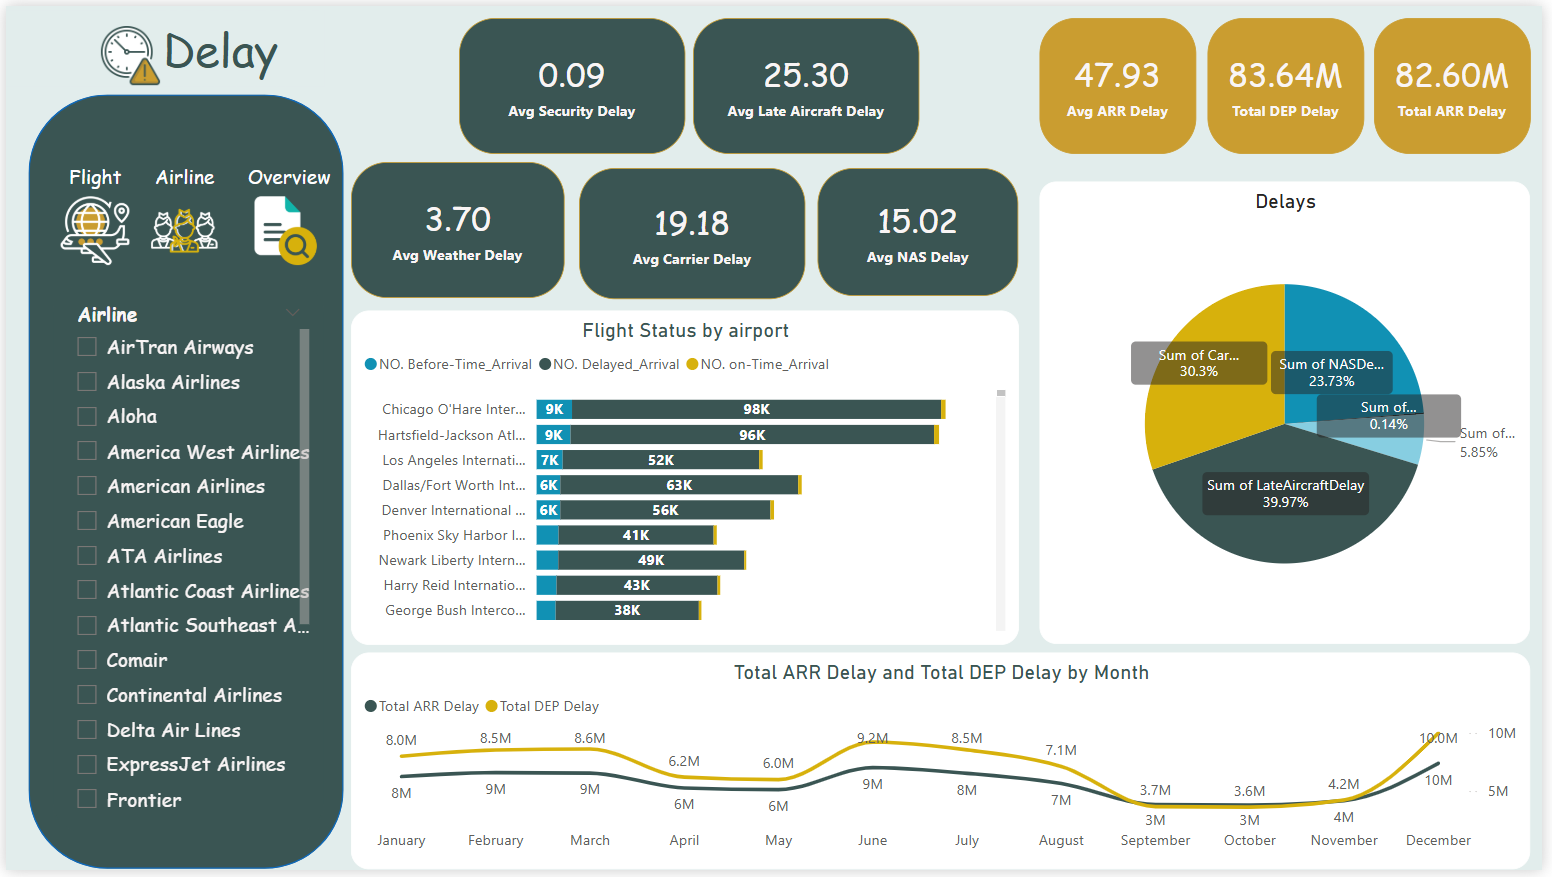 Delay
0.09
Avg Security Delay
25.30
Avg Late Aircraft Delay
47.93
Avg ARR Delay
83.64M
Total DEP Delay
82.60M
Total ARR Delay
Flight
Airline
Overview
3.70
Avg Weather Delay
19.18
Avg Carrier Delay
15.02
Avg NAS Delay
Airline
AirTran Airways
Alaska Airlines
Aloha
America West Airlines
American Airlines
American Eagle
ATA Airlines
Atlantic Coast Airlines
Atlantic Southeast A...
Comair
Continental Airlines
Delta Air Lines
ExpressJet Airlines
Frontier
Flight Status by airport
NO. Before-Time_Arrival NO. Delayed_Arrival NO. on-Time_Arrival
Chicago O'Hare Inter... 9K 98K
Hartsfield-Jackson Atl... 9K 96K
Los Angeles Internati... 7K 52K
Dallas/Fort Worth Int... 6K 63K
Denver International ... 6K 56K
Phoenix Sky Harbor I... 41K
Newark Liberty Intern... 49K
Harry Reid Internatio... 43K
George Bush Interco... 38K
Delays
Sum of Car...
30.3%
Sum of NASDe...
23.73%
Sum of...
0.14%
Sum of...
5.85%
Sum of LateAircraftDelay
39.97%
Total ARR Delay and Total DEP Delay by Month
Total ARR Delay Total DEP Delay
8.0M 8.5M 8.6M 6.2M 6.0M 9.2M 8.5M 7.1M 3.7M 3.6M 4.2M 10.0M
8M 9M 9M 6M 6M 9M 8M 7M 3M 3M 4M 10M
10M
5M
January February March April May June July August September October November December